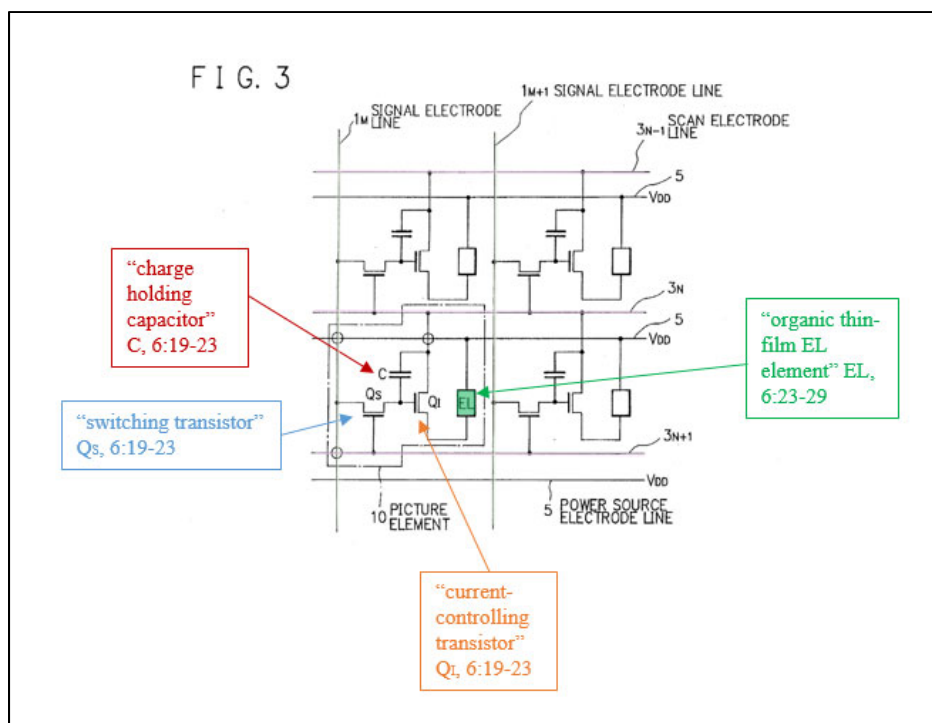 FIG. 3
1M SIGNAL ELECTRODE LINE
1M+1 SIGNAL ELECTRODE LINE
3N-1 SCAN ELECTRODE LINE
5
VDD
3N
5
VDD
“charge
holding
capacitor”
C, 6:19-23
“organic thin-
film EL
element” EL,
6:23-29
C
QS
QI
EL
“switching transistor”
QS, 6:19-23
3N+1
VDD
10 PICTURE ELEMENT
5 POWER SOURCE ELECTRODE LINE
“current-
controlling
transistor”
QI, 6:19-23